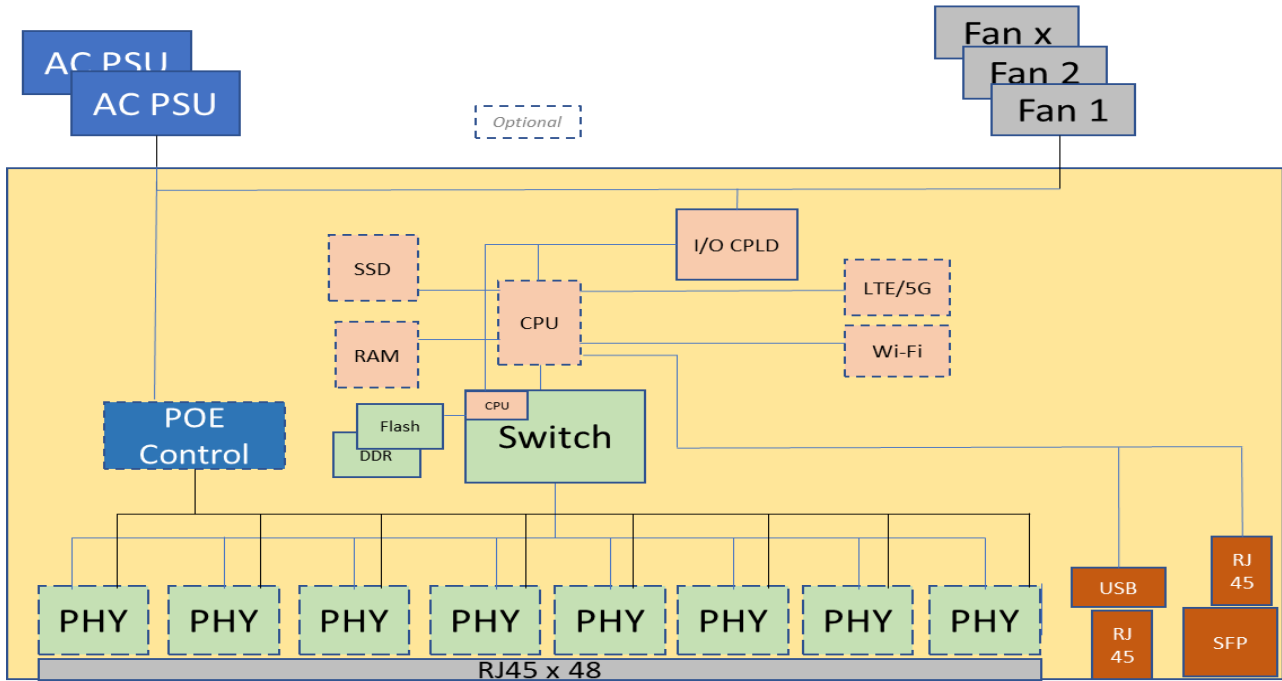 AC PSU
AC PSU
Fan x
Fan 2
Fan 1
Optional
I/O CPLD
SSD
CPU
LTE/5G
RAM
Wi-Fi
CPU
Switch
Flash
DDR
POE
Control
PHY
PHY
PHY
PHY
PHY
PHY
PHY
PHY
RJ45 x 48
USB
RJ
45
RJ
45
SFP